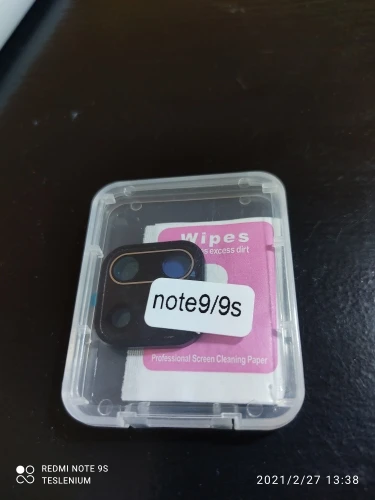 Wipes
s excess dirt
note9/9s
Professional Screen Cleaning Paper
REDMI NOTE 9S
TESLENIUM
2021/2/27 13:38